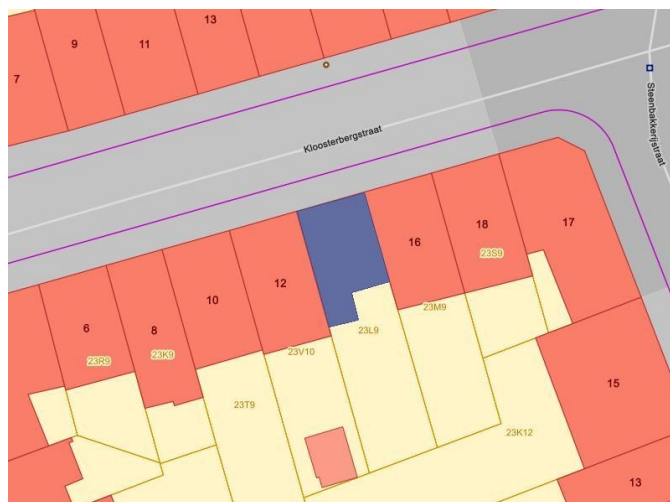 13
11
9
7
Kloosterbergstraat
Steenbakkerijstraat
17
18
23S9
16
12
10
8
6
23M9
23L9
23V10
23K9
23R9
23T9
23K12
15
13